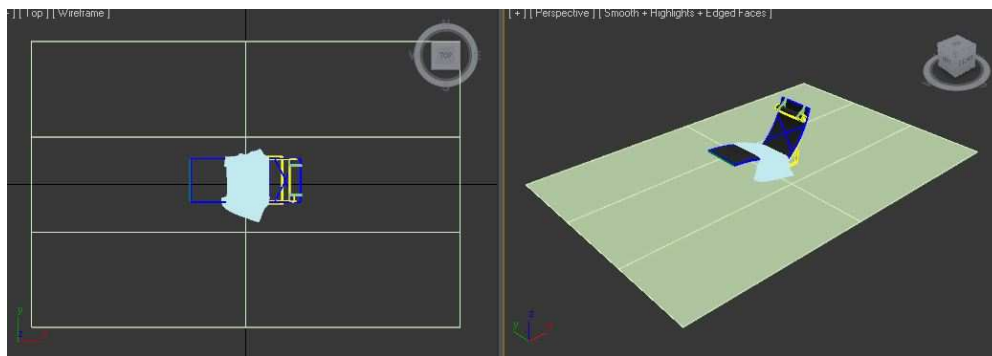 ] [ Top ] [ Wireframe ]
[ + ] [ Perspective ] [ Smooth + Highlights + Edged Faces ]
TOP
y
x
z
y
x